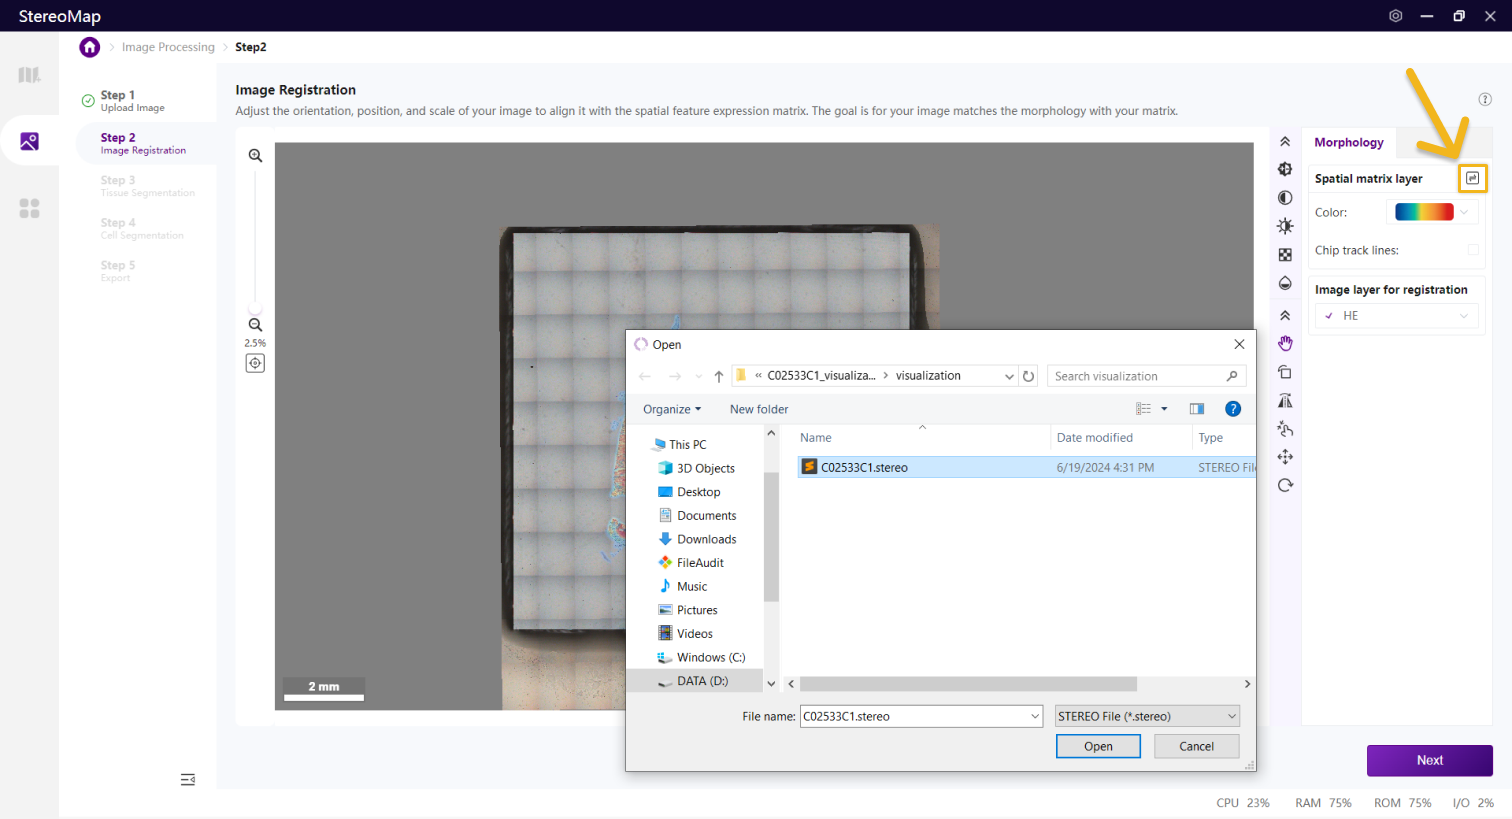 StereoMap
Image Processing
Step2
Step 1
Upload Image
Step 2
Image Registration
Step 3
Tissue Segmentation
Step 4
Cell Segmentation
Step 5
Export
Image Registration
Adjust the orientation, position, and scale of your image to align it with the spatial feature expression matrix. The goal is for your image matches the morphology with your matrix.
2.5%
2 mm
Morphology
Spatial matrix layer
Color:
Chip track lines:
Image layer for registration
HE
Open
« C02533C1_visualiza... > visualization
Search visualization
Organize
New folder
?
This PC
3D Objects
Desktop
Documents
Downloads
FileAudit
Music
Pictures
Videos
Windows (C:)
DATA (D:)
Name Date modified Type
C02533C1.stereo 6/19/2024 4:31 PM STEREO Fil
File name: C02533C1.stereo
STEREO File (*.stereo)
Open
Cancel
Next
CPU 23% RAM 75% ROM 75% I/O 2%